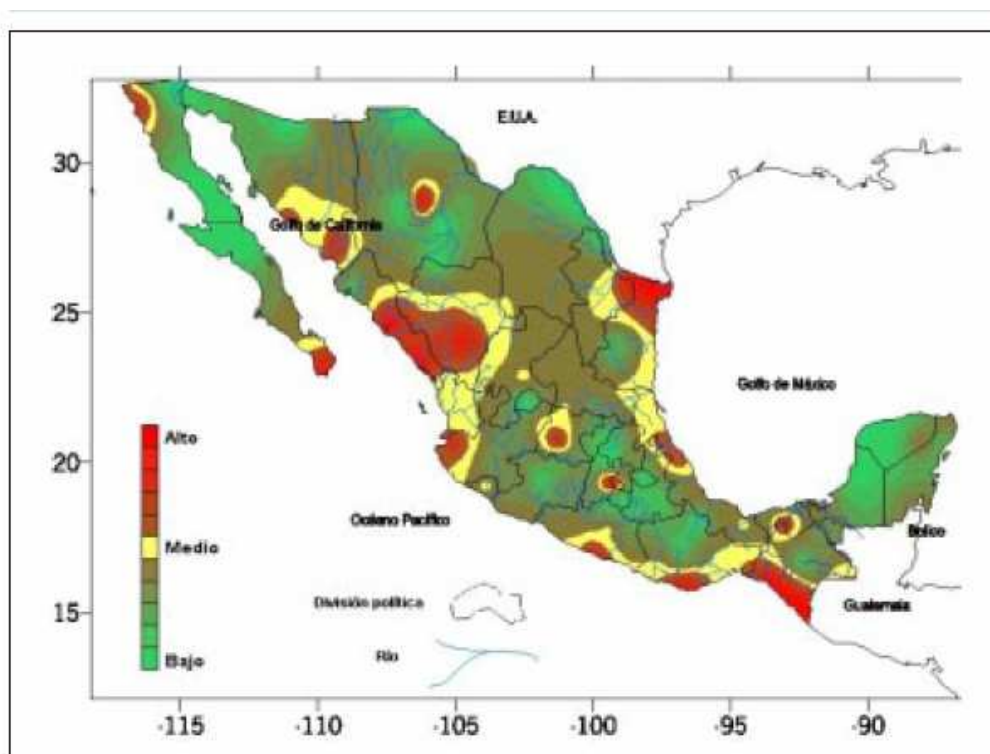 E.U.A.
30
Golfo de California
25
Golfo de México
Alto
20
Océano Pacífico
Belice
Medio
División política
Guatemala
15
Río
Bajo
-115
-110
-105
-100
-95
-90